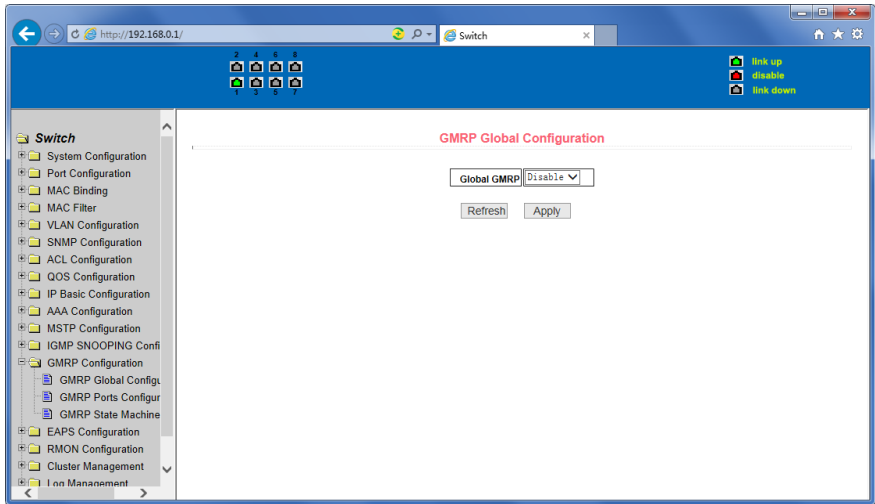 http://192.168.0.1/
Switch
2 4 6 8
1 3 5 7
link up
disable
link down
Switch
System Configuration
Port Configuration
MAC Binding
MAC Filter
VLAN Configuration
SNMP Configuration
ACL Configuration
QOS Configuration
IP Basic Configuration
AAA Configuration
MSTP Configuration
IGMP SNOOPING Confi
GMRP Configuration
GMRP Global Configu
GMRP Ports Configur
GMRP State Machine
EAPS Configuration
RMON Configuration
Cluster Management
Log Management
GMRP Global Configuration
Global GMRP Disable
Refresh Apply